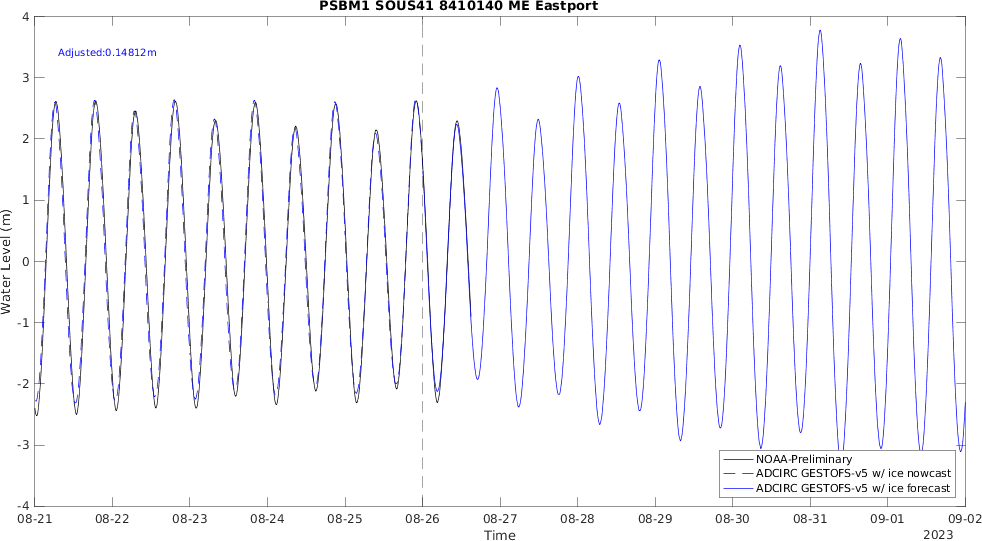 PSBM1 SOUS41 8410140 ME Eastport
Adjusted:0.14812m
4
3
2
1
0
-1
-2
-3
-4
Water Level (m)
NOAA-Preliminary
ADCIRC GESTOFS-v5 w/ ice nowcast
ADCIRC GESTOFS-v5 w/ ice forecast
08-21 08-22 08-23 08-24 08-25 08-26 08-27 08-28 08-29 08-30 08-31 09-01 09-02
Time
2023